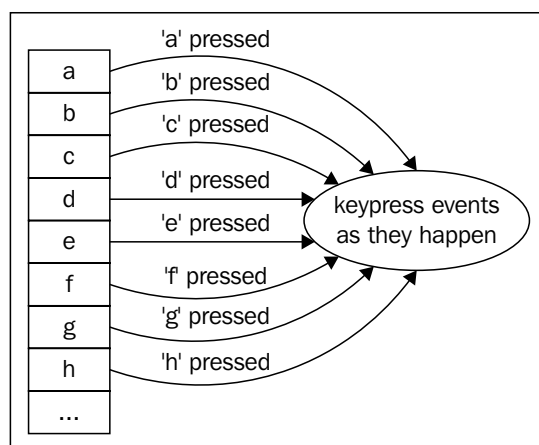 a
b
c
d
e
f
g
h
...
'a' pressed
'b' pressed
'c' pressed
'd' pressed
'e' pressed
'f' pressed
'g' pressed
'h' pressed
keypress events
as they happen